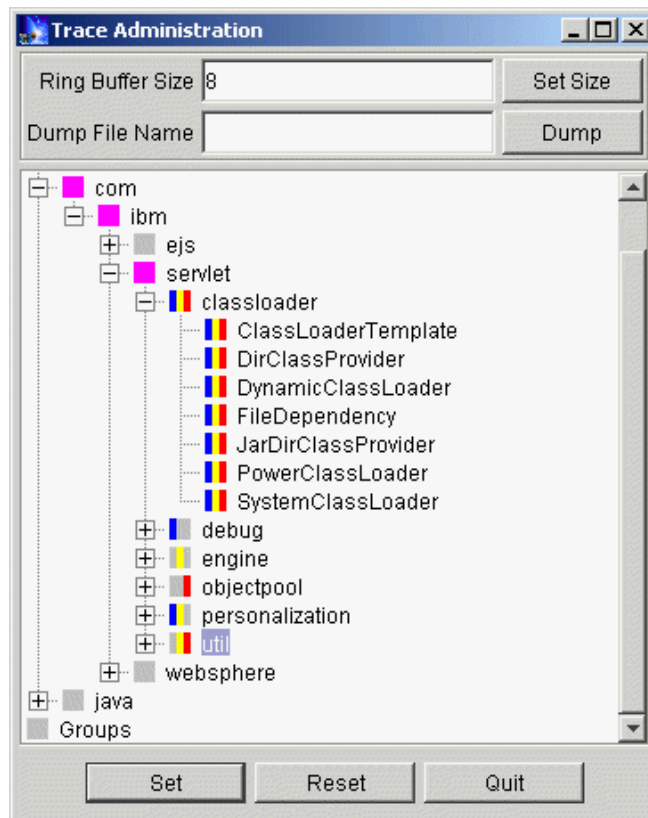 Trace Administration
Ring Buffer Size 8 Set Size
Dump File Name Dump
com
ibm
ejs
servlet
classloader
ClassLoaderTemplate
DirClassProvider
DynamicClassLoader
FileDependency
JarDirClassProvider
PowerClassLoader
SystemClassLoader
debug
engine
objectpool
personalization
util
websphere
java
Groups
Set Reset Quit